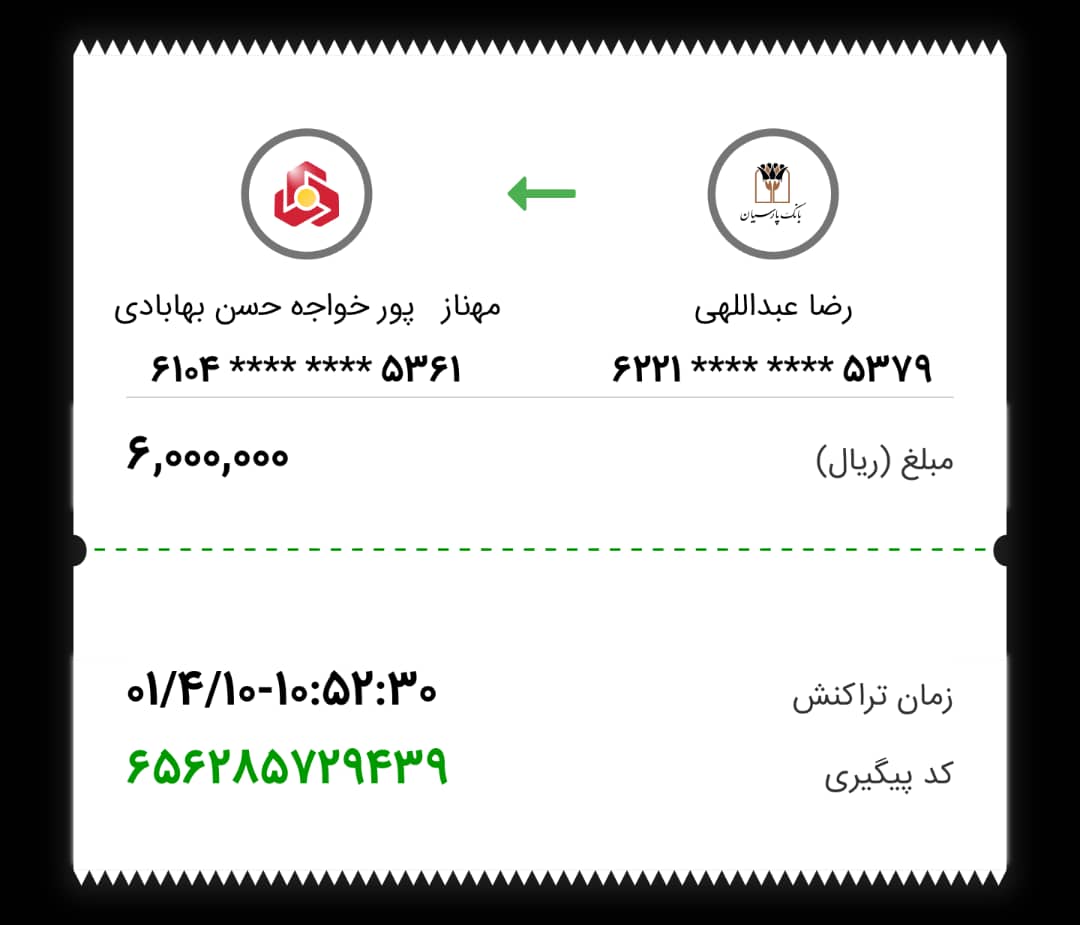 بانک پارسیان
رضا عبداللهی
مهناز پور خواجه حسن بهابادی
۶۲۲۱ **** **** ۵۳۷۹
۶۱۰۴ **** **** ۵۳۶۱
مبلغ (ریال)
۶,۰۰۰,۰۰۰
زمان تراکنش
۰۱/۴/۱۰-۱۰:۵۲:۳۰
کد پیگیری
۶۵۶۲۸۵۷۲۹۴۳۹